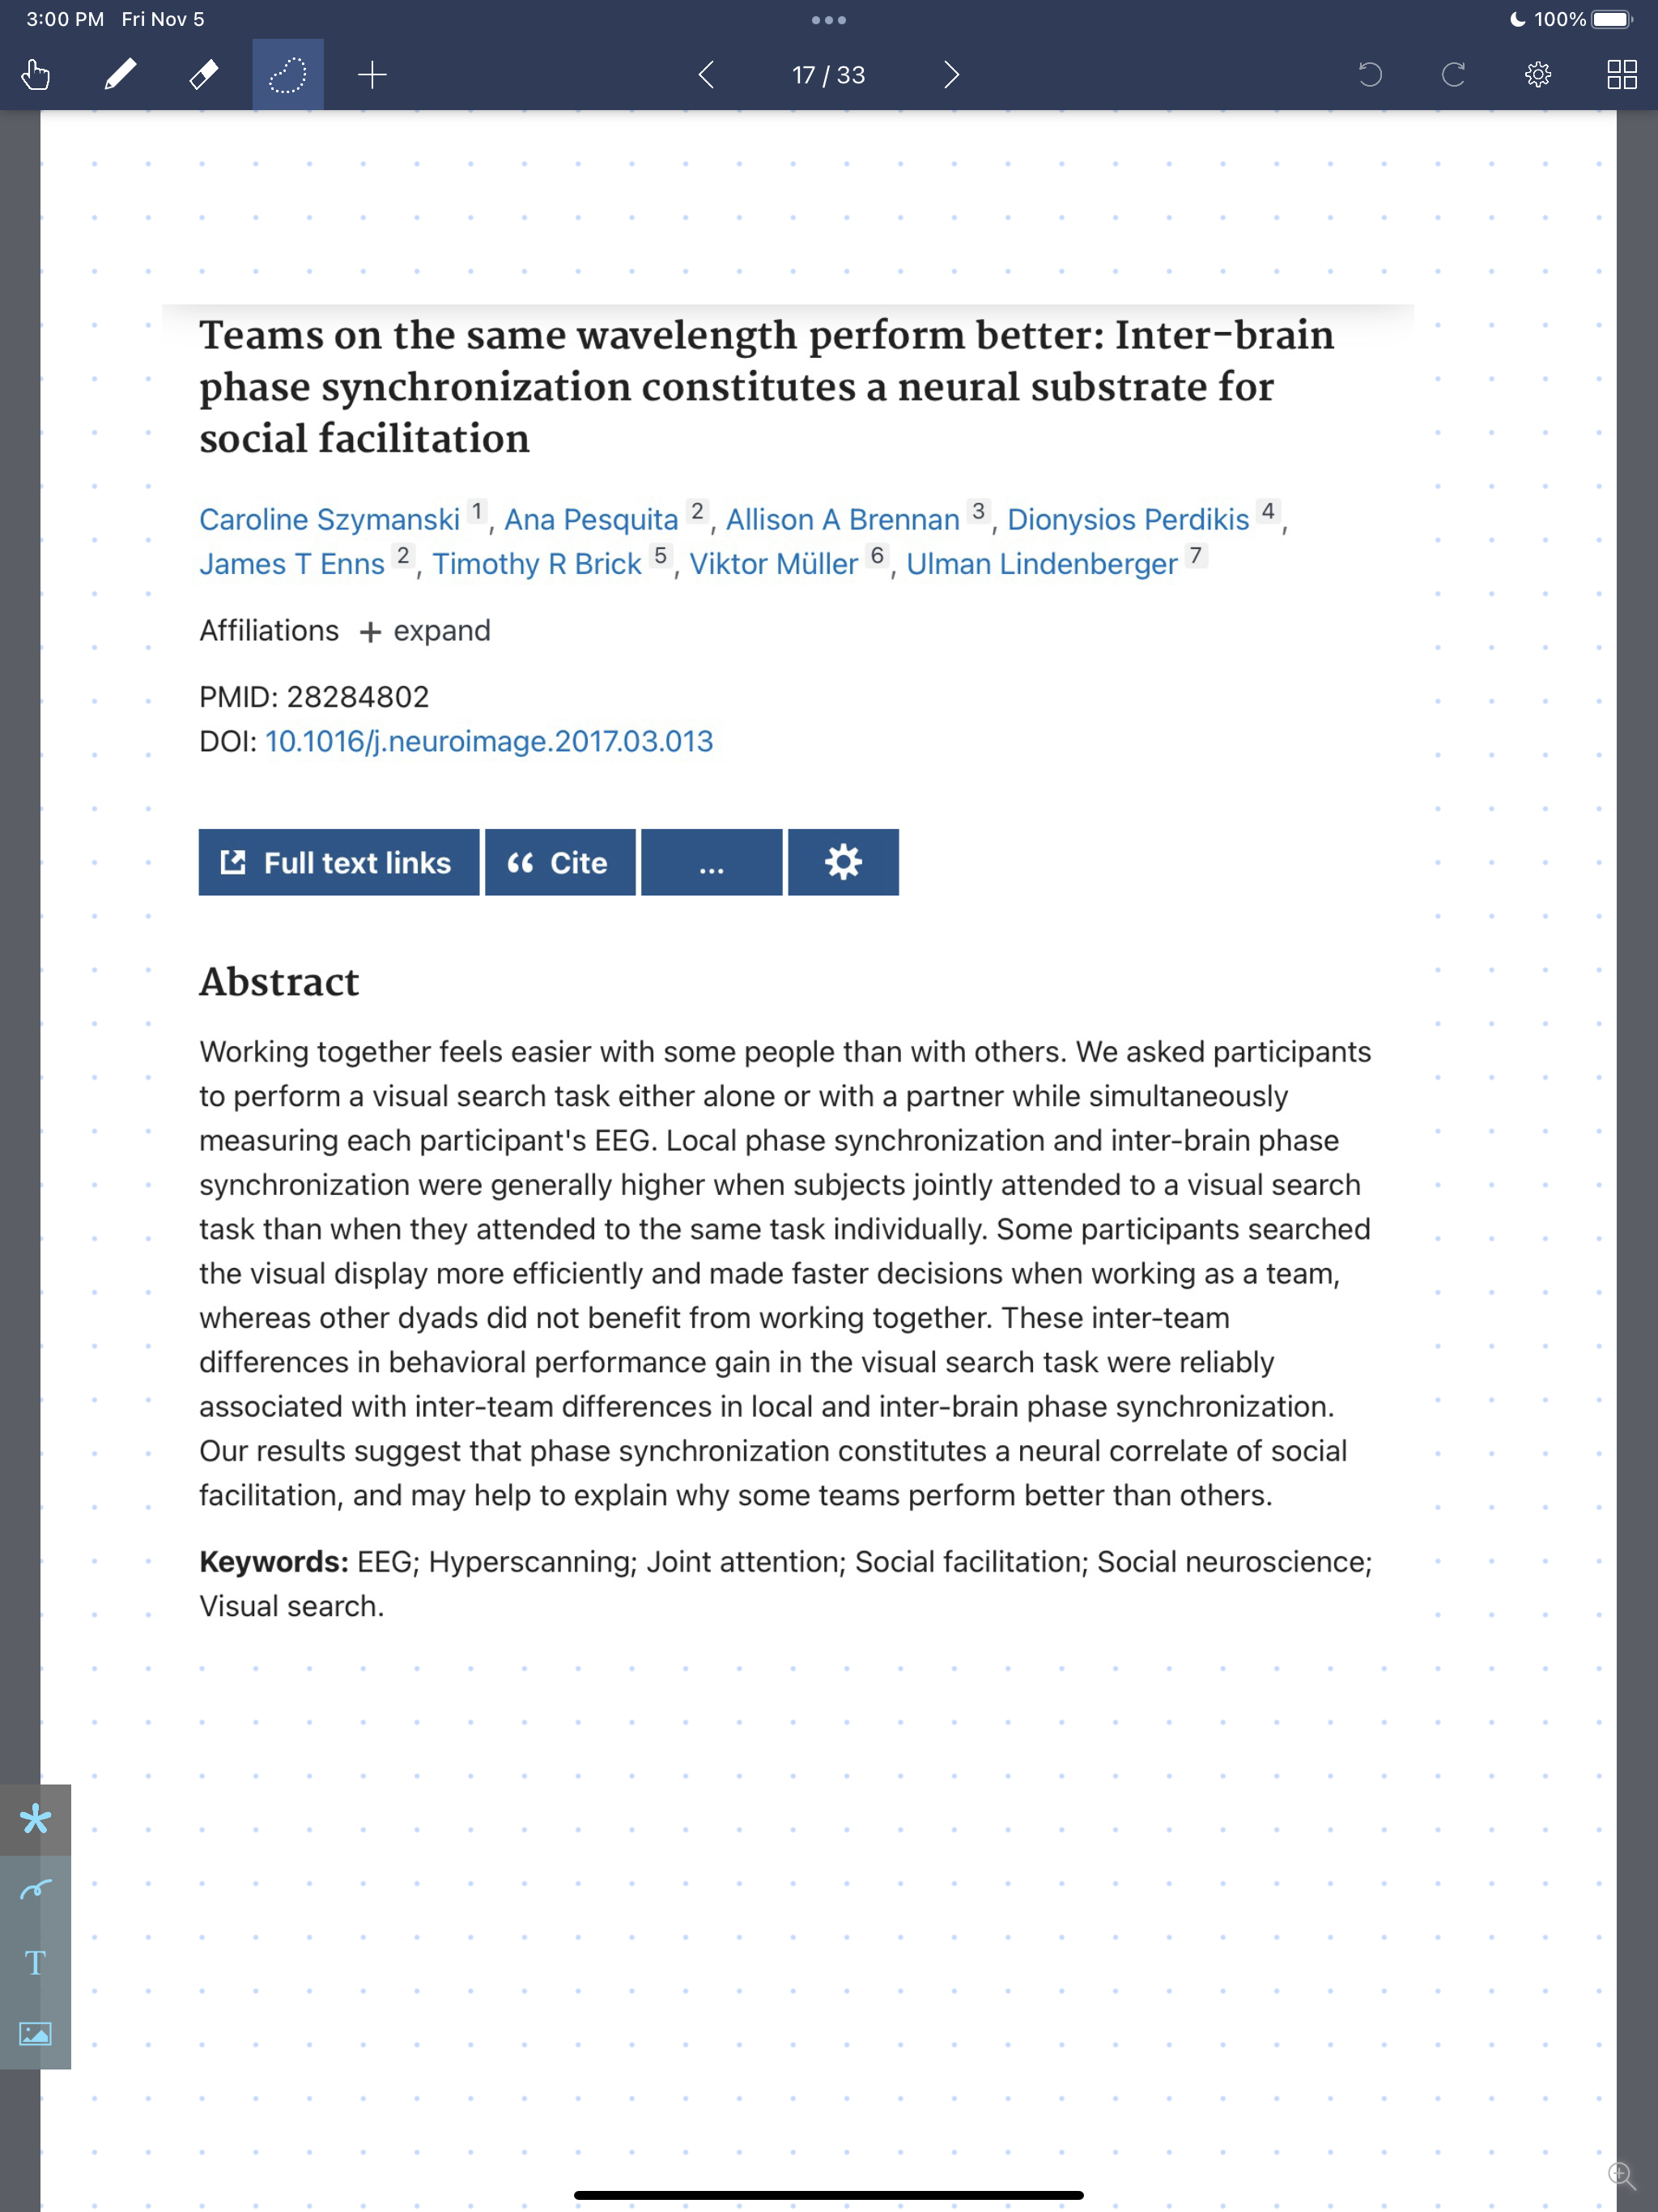 3:00 PM Fri Nov 5
100%
17 / 33
Teams on the same wavelength perform better: Inter-brain
phase synchronization constitutes a neural substrate for
social facilitation
Caroline Szymanski 1, Ana Pesquita 2, Allison A Brennan 3, Dionysios Perdikis 4,
James T Enns 2, Timothy R Brick 5, Viktor Müller 6, Ulman Lindenberger 7
Affiliations + expand
PMID: 28284802
DOI: 10.1016/j.neuroimage.2017.03.013
Full text links “ Cite ...
Abstract
Working together feels easier with some people than with others. We asked participants
to perform a visual search task either alone or with a partner while simultaneously
measuring each participant's EEG. Local phase synchronization and inter-brain phase
synchronization were generally higher when subjects jointly attended to a visual search
task than when they attended to the same task individually. Some participants searched
the visual display more efficiently and made faster decisions when working as a team,
whereas other dyads did not benefit from working together. These inter-team
differences in behavioral performance gain in the visual search task were reliably
associated with inter-team differences in local and inter-brain phase synchronization.
Our results suggest that phase synchronization constitutes a neural correlate of social
facilitation, and may help to explain why some teams perform better than others.
Keywords: EEG; Hyperscanning; Joint attention; Social facilitation; Social neuroscience;
Visual search.
T